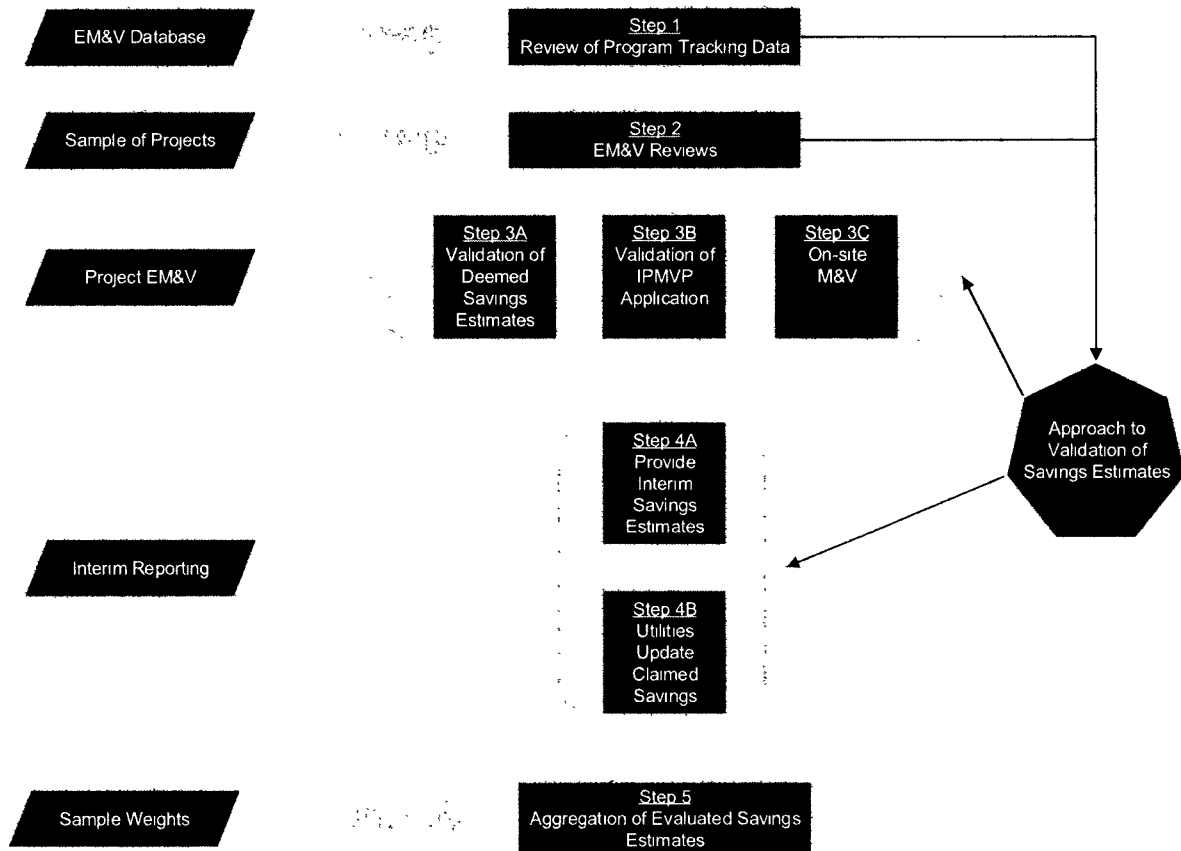 EM&V Database
Step 1
Review of Program Tracking Data
Sample of Projects
Step 2
EM&V Reviews
Project EM&V
Step 3A
Validation of
Deemed
Savings
Estimates
Step 3B
Validation of
IPMVP
Application
Step 3C
On-site
M&V
Approach to
Validation of
Savings Estimates
Step 4A
Provide
Interim
Savings
Estimates
Interim Reporting
Step 4B
Utilities
Update
Claimed
Savings
Sample Weights
Step 5
Aggregation of Evaluated Savings
Estimates